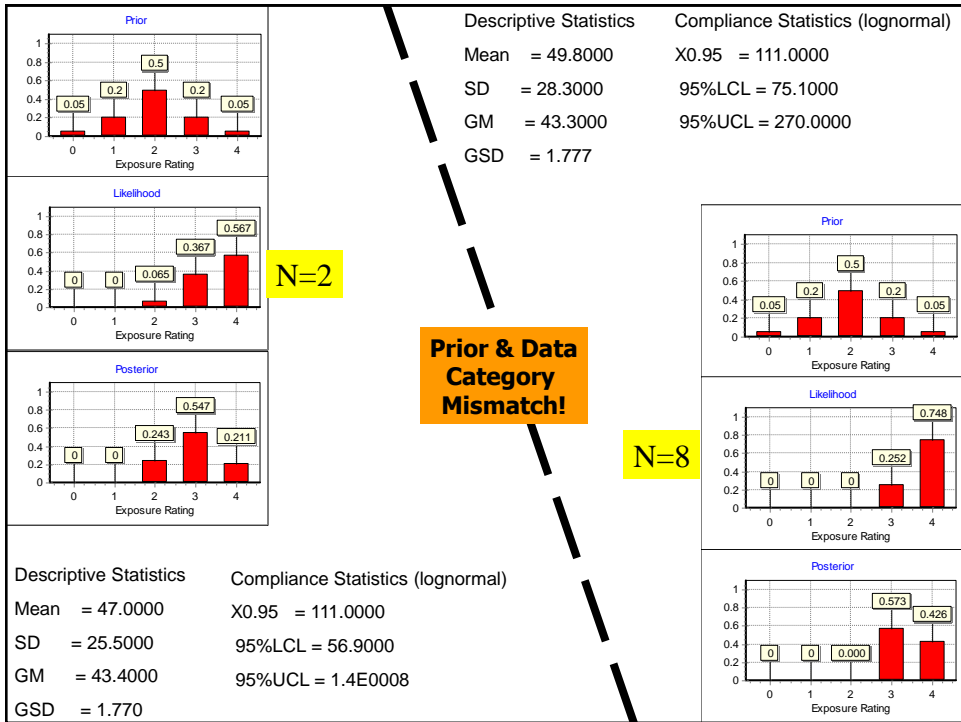 1
0.8
0.6
0.4
0.2
0
0.05
0.2
0.5
0.2
0.05
0 1 2 3 4
Exposure Rating
Likelihood
1
0.8
0.6
0.4
0.2
0
0
0
0.065
0.367
0.567
0 1 2 3 4
Exposure Rating
N=2
Posterior
1
0.8
0.6
0.4
0.2
0
0
0
0.243
0.547
0.211
0 1 2 3 4
Exposure Rating
Descriptive Statistics
Mean = 47.0000
SD = 25.5000
GM = 43.4000
GSD = 1.770
Compliance Statistics (lognormal)
X0.95 = 111.0000
95%LCL = 56.9000
95%UCL = 1.4E0008
Prior & Data
Category
Mismatch!
Descriptive Statistics
Mean = 49.8000
SD = 28.3000
GM = 43.3000
GSD = 1.777
Compliance Statistics (lognormal)
X0.95 = 111.0000
95%LCL = 75.1000
95%UCL = 270.0000
Prior
1
0.8
0.6
0.4
0.2
0
0.05
0.2
0.5
0.2
0.05
0 1 2 3 4
Exposure Rating
N=8
Likelihood
1
0.8
0.6
0.4
0.2
0
0
0
0
0.252
0.748
0 1 2 3 4
Exposure Rating
Posterior
1
0.8
0.6
0.4
0.2
0
0
0
0.000
0.573
0.426
0 1 2 3 4
Exposure Rating